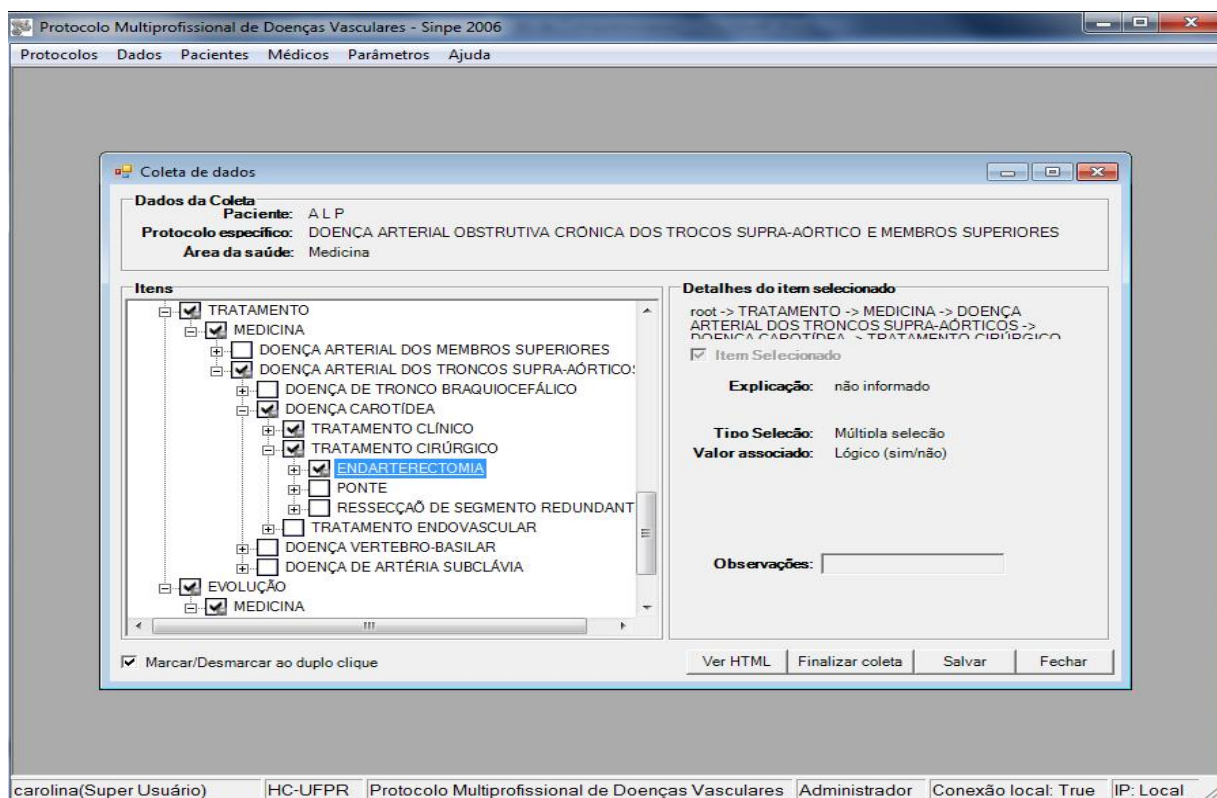 Protocolo Multiprofissional de Doenças Vasculares - Sinpe 2006
Protocolos Dados Pacientes Médicos Parâmetros Ajuda
Coleta de dados
Dados da Coleta
Paciente: A L P
Protocolo específico: DOENÇA ARTERIAL OBSTRUTIVA CRÔNICA DOS TROCOS SUPRA-AÓRTICO E MEMBROS SUPERIORES
Área da saúde: Medicina
Itens
TRATAMENTO
MEDICINA
DOENÇA ARTERIAL DOS MEMBROS SUPERIORES
DOENÇA ARTERIAL DOS TRONCOS SUPRA-AÓRTICOS
DOENÇA DE TRONCO BRAQUIOCEFÁLICO
DOENÇA CAROTÍDEA
TRATAMENTO CLÍNICO
TRATAMENTO CIRÚRGICO
ENDARTERECTOMIA
PONTE
RESSECÇAÕ DE SEGMENTO REDUNDANT
TRATAMENTO ENDOVASCULAR
DOENÇA VERTEBRO-BASILAR
DOENÇA DE ARTÉRIA SUBCLÁVIA
EVOLUÇÃO
MEDICINA
Detalhes do item selecionado
root -> TRATAMENTO -> MEDICINA -> DOENÇA
ARTERIAL DOS TRONCOS SUPRA-AÓRTICOS ->
DOENÇA CAROTÍDEA -> TRATAMENTO CIRÚRGICO
Item Selecionado
Explicação: não informado
Tipo Seleção: Múltipla seleção
Valor associado: Lógico (sim/não)
Observações:
Marcar/Desmarcar ao duplo clique
Ver HTML Finalizar coleta Salvar Fechar
carolina(Super Usuário) HC-UFPR Protocolo Multiprofissional de Doenças Vasculares Administrador Conexão local: True IP: Local